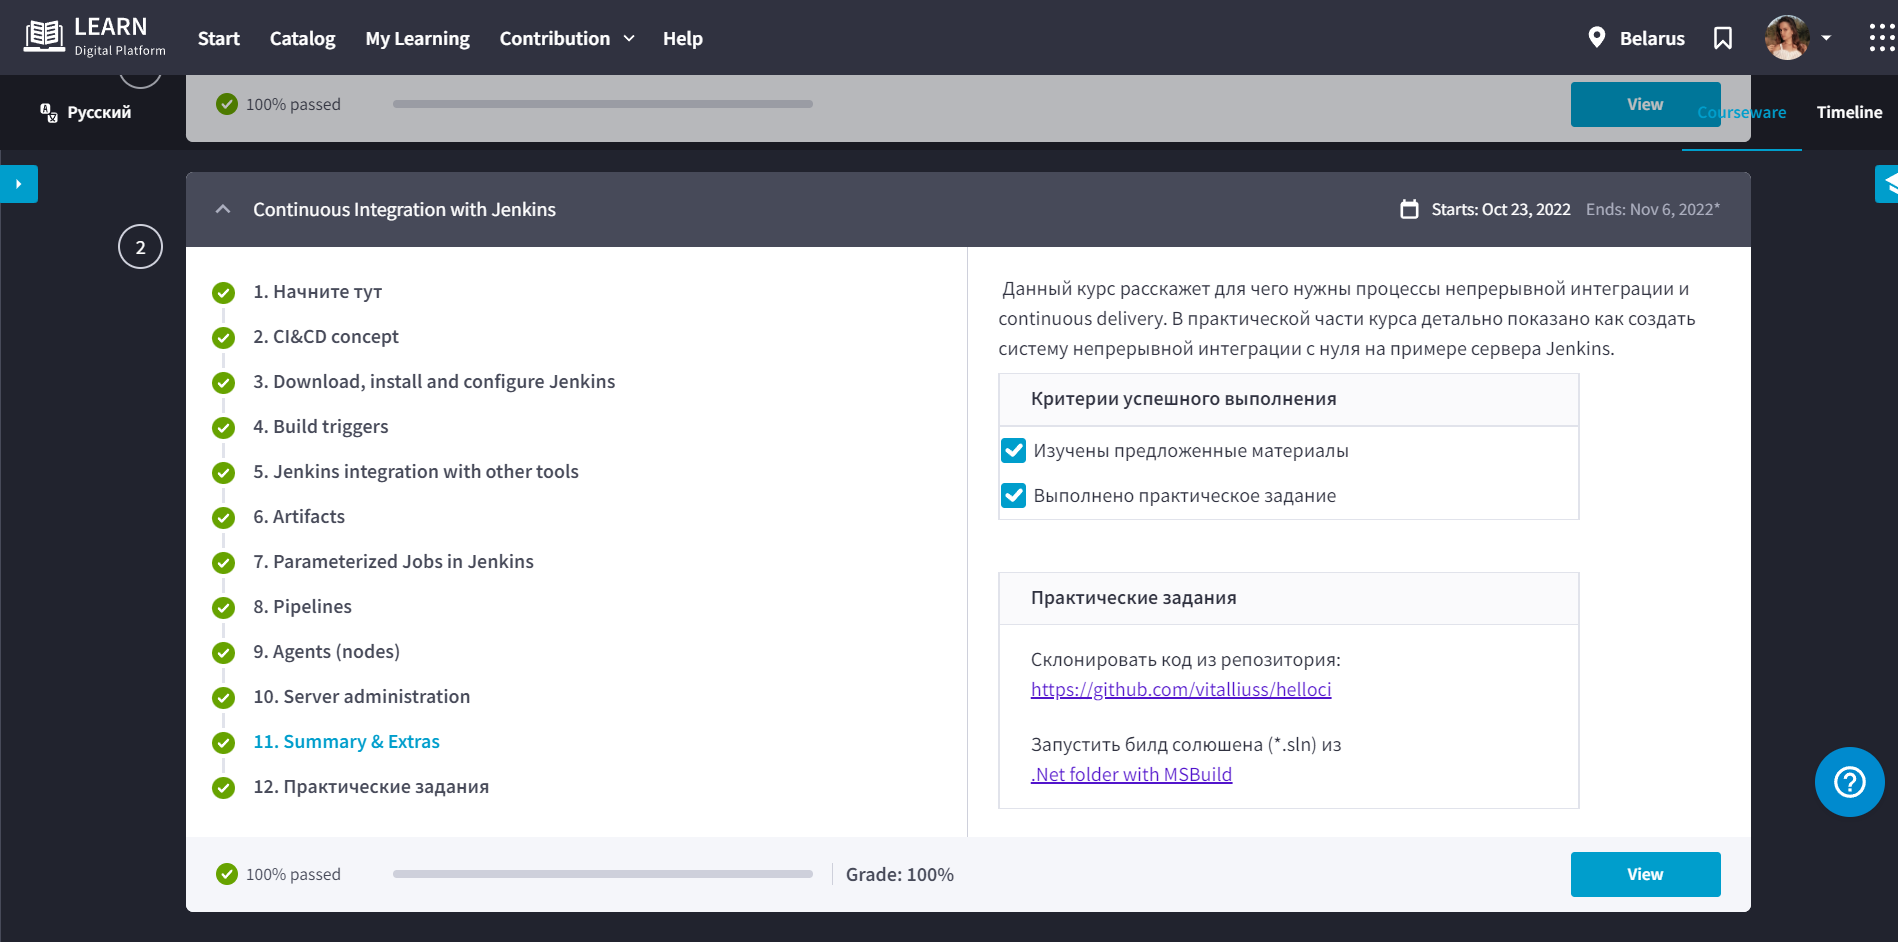 LEARN
Digital Platform
Start
Catalog
My Learning
Contribution
Help
Belarus
Русский
100% passed
View
Courseware
Timeline
Continuous Integration with Jenkins
Starts: Oct 23, 2022
Ends: Nov 6, 2022*
2
1. Начните тут
2. CI&CD concept
3. Download, install and configure Jenkins
4. Build triggers
5. Jenkins integration with other tools
6. Artifacts
7. Parameterized Jobs in Jenkins
8. Pipelines
9. Agents (nodes)
10. Server administration
11. Summary & Extras
12. Практические задания
Данный курс расскажет для чего нужны процессы непрерывной интеграции и
continuous delivery. В практической части курса детально показано как создать
систему непрерывной интеграции с нуля на примере сервера Jenkins.
Критерии успешного выполнения
Изучены предложенные материалы
Выполнено практическое задание
Практические задания
Склонировать код из репозитория:
https://github.com/vitalliuss/helloci
Запустить билд солюшена (*.sln) из
.Net folder with MSBuild
100% passed
Grade: 100%
View